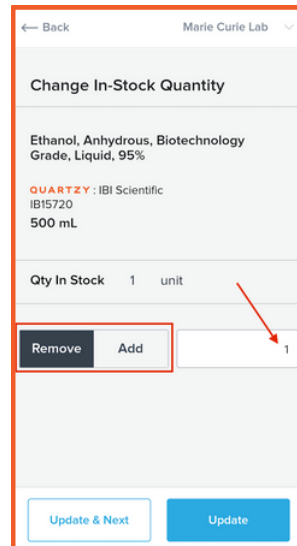 ← Back Marie Curie Lab
Change In-Stock Quantity
Ethanol, Anhydrous, Biotechnology
Grade, Liquid, 95%
QUARTZY : IBI Scientific
IB15720
500 mL
Qty In Stock 1 unit
Remove Add 1
Update & Next Update